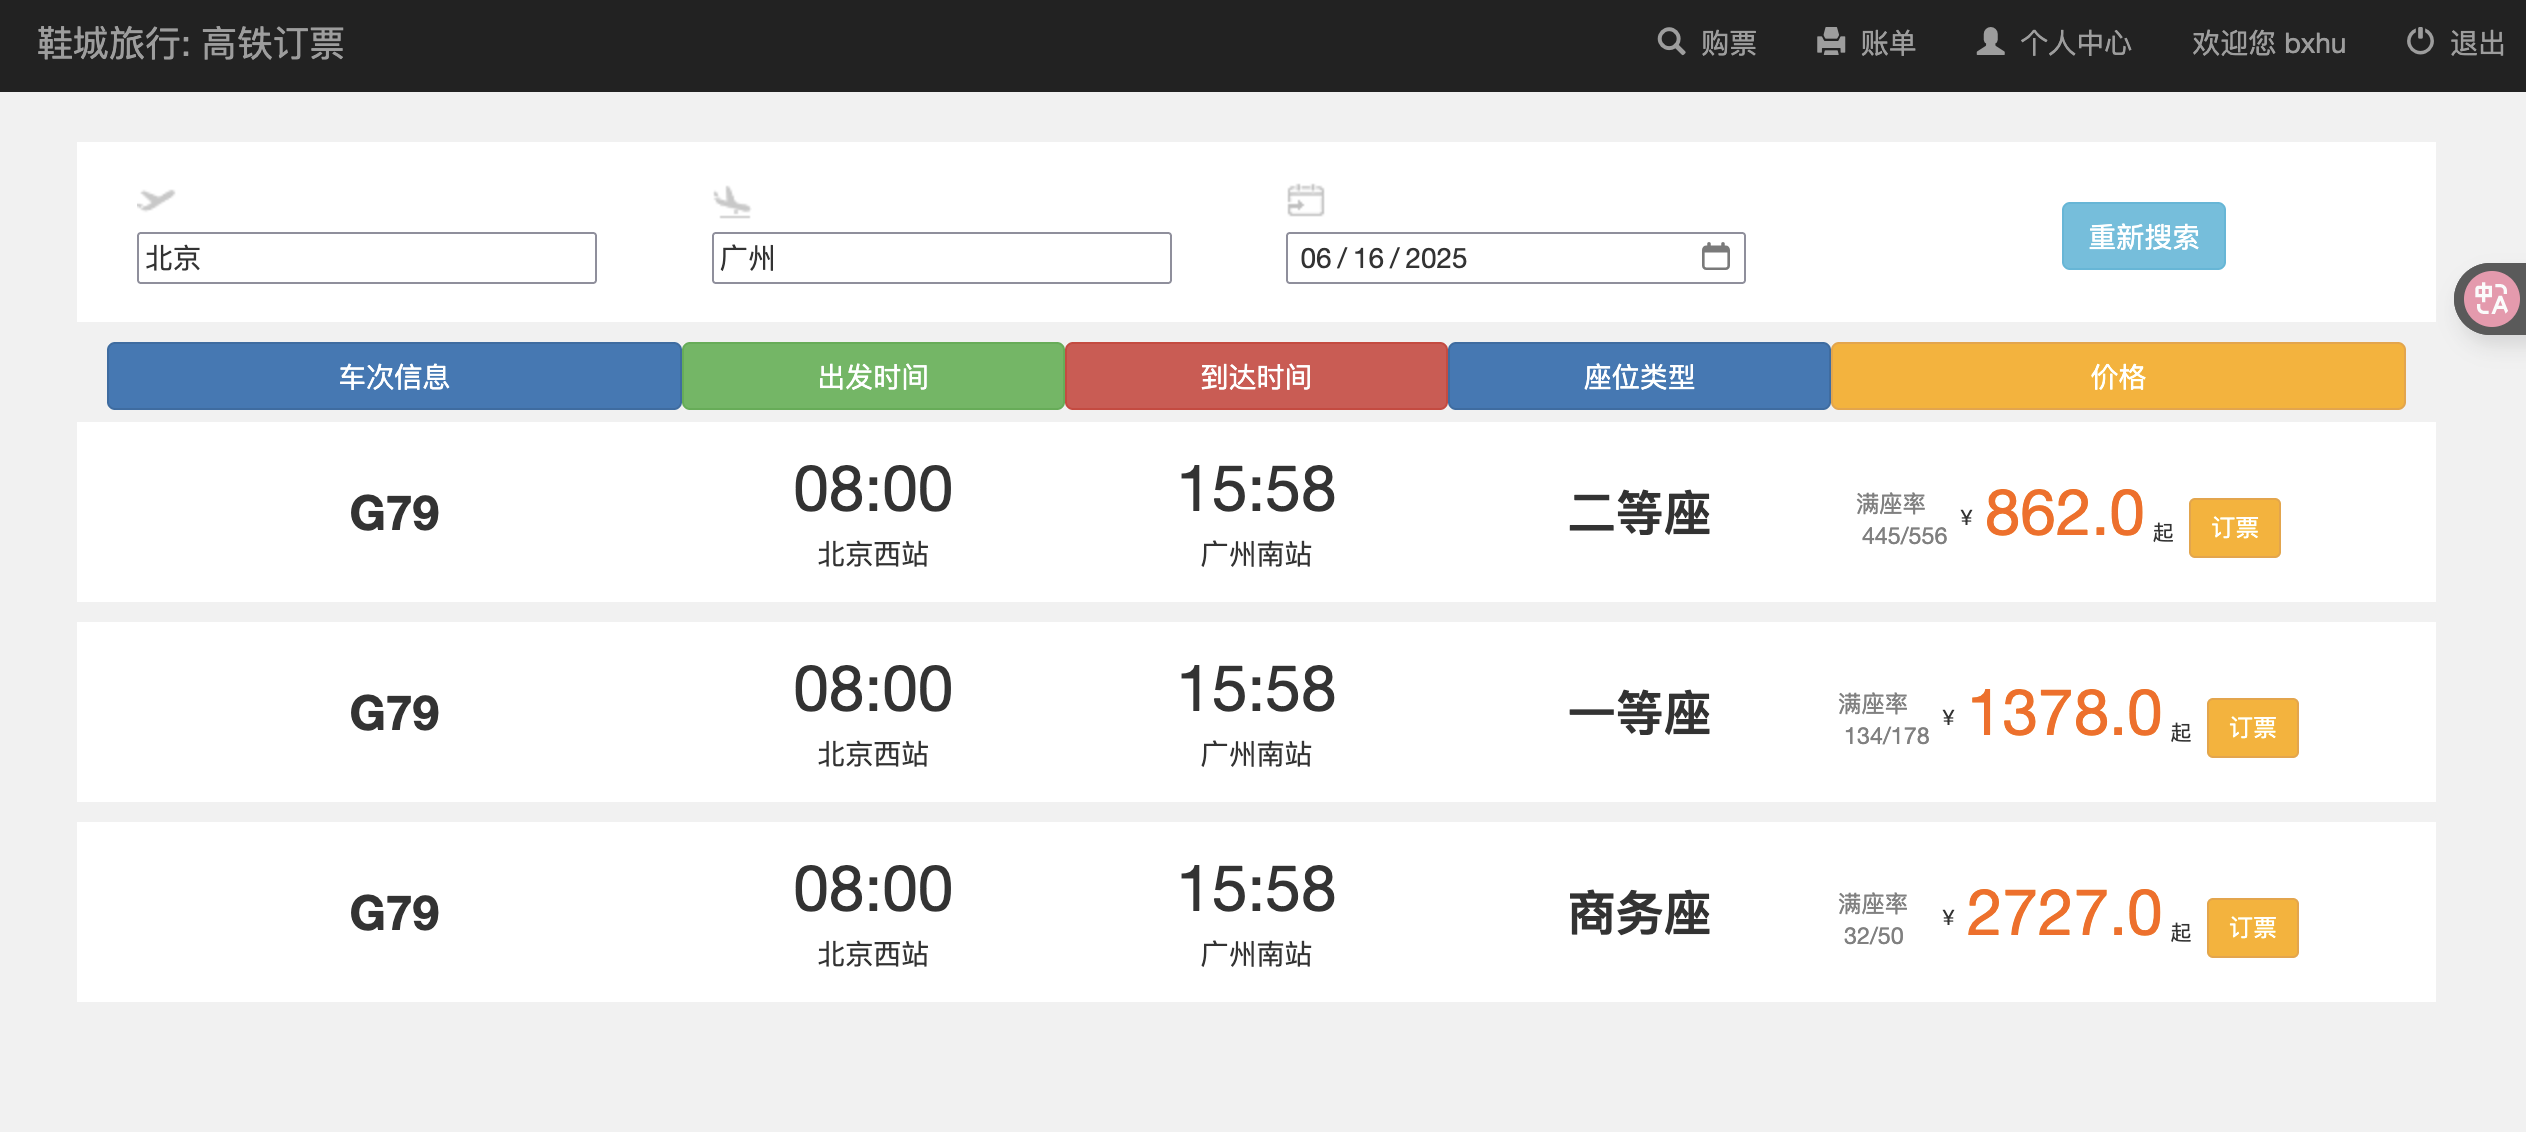 鞋城旅行: 高铁订票 购票 账单 个人中心 欢迎您 bxhu 退出
北京 广州 06/16/2025 重新搜索
中A
车次信息 出发时间 到达时间 座位类型 价格
G79 08:00 15:58 二等座 满座率 ¥ 862.0 起 订票
北京西站 广州南站 445/556
G79 08:00 15:58 一等座 满座率 ¥ 1378.0 起 订票
北京西站 广州南站 134/178
G79 08:00 15:58 商务座 满座率 ¥ 2727.0 起 订票
北京西站 广州南站 32/50